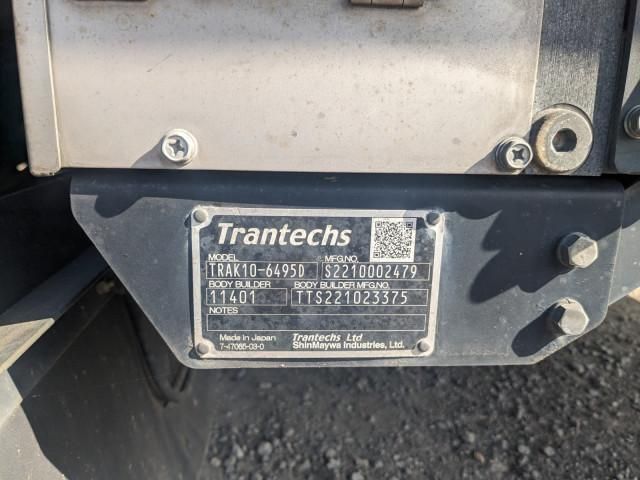 Trantechs
MODEL MFG.NO.
TRAK10-6495D S2210002479
BODY BUILDER BODY BUILDER MFG.NO.
11401 TTS221023375
NOTES
Made in Japan Trantechs Ltd
7-47065-03-0 ShinMaywa Industries, Ltd.